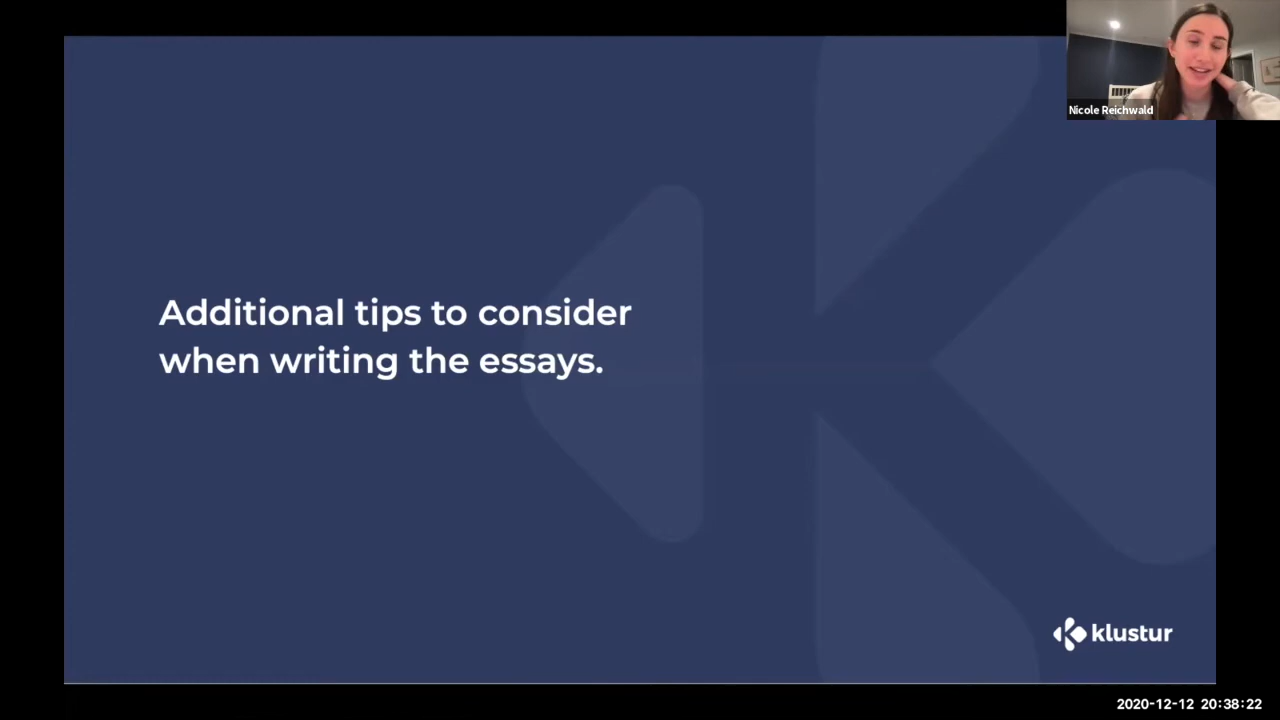 Nicole Reichwald
Additional tips to consider
when writing the essays.
klustur
2020-12-12 20:38:22